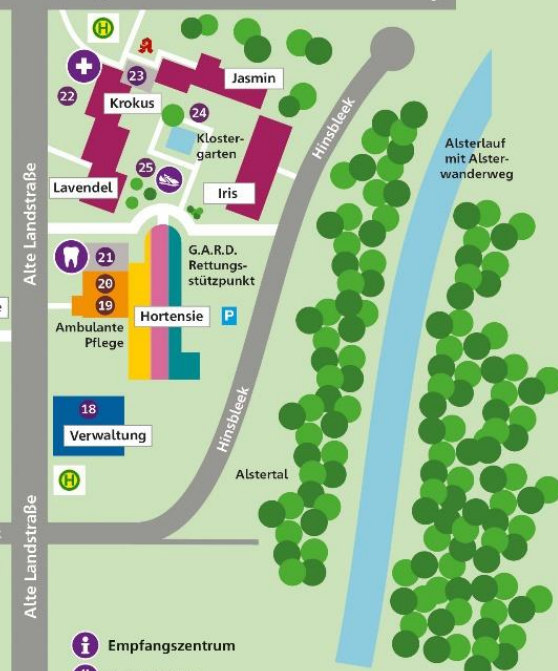 H
23
Jasmin
Krokus
22
24
Kloster-
garten
25
Lavendel
Iris
Hinsbleek
Alte Landstraße
Alsterlauf
mit Alster-
wanderweg
21
G.A.R.D.
Rettungs-
stützpunkt
20
19
Hortensie
P
Ambulante
Pflege
18
Verwaltung
Hinsbleek
H
Alstertal
Alte Landstraße
i Empfangszentrum